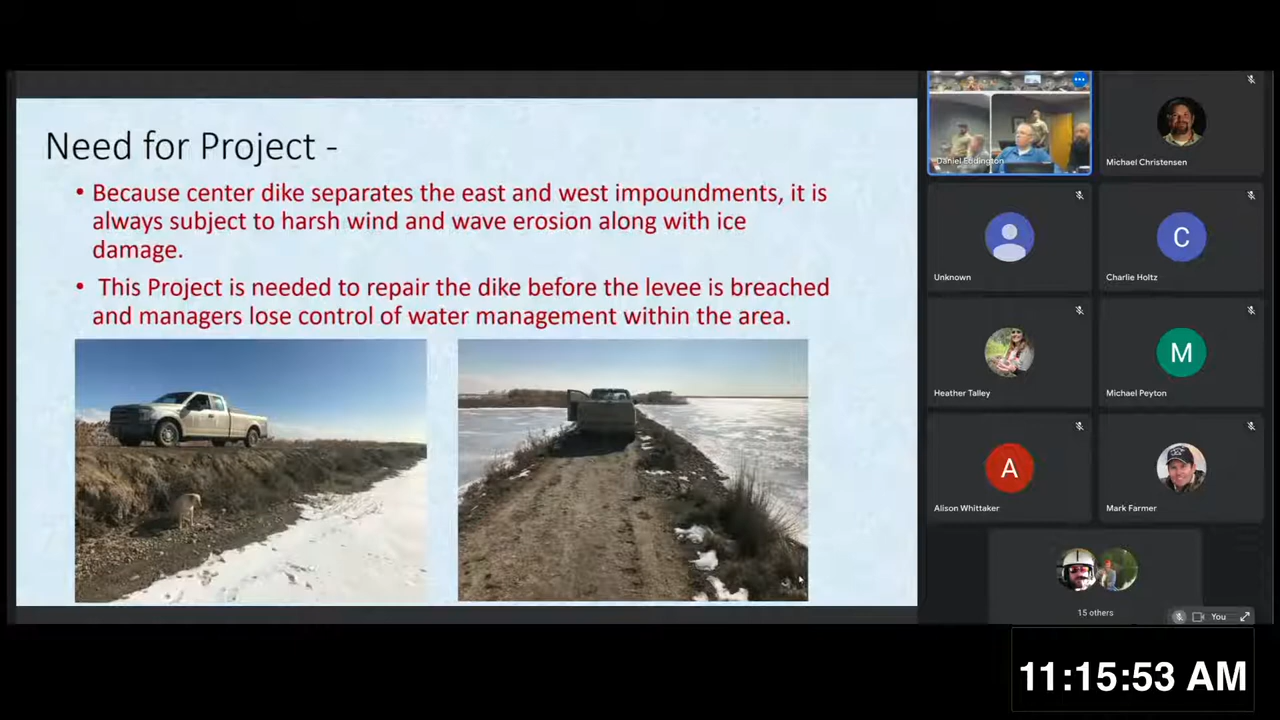 Need for Project -
• Because center dike separates the east and west impoundments, it is
always subject to harsh wind and wave erosion along with ice
damage.
• This Project is needed to repair the dike before the levee is breached
and managers lose control of water management within the area.
Daniel Eddington
Michael Christensen
Unknown
C
Charlie Holtz
Heather Talley
M
Michael Peyton
A
Alison Whittaker
Mark Farmer
15 others
You
11:15:53 AM